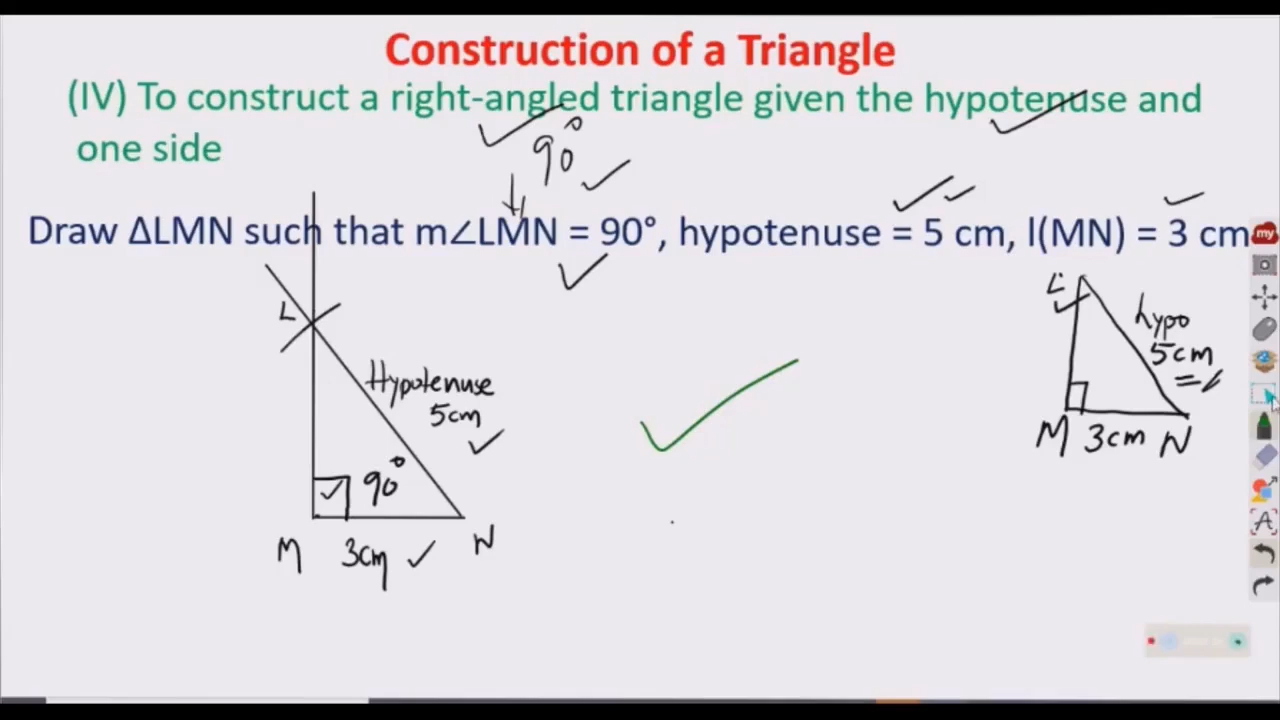 Construction of a Triangle
(IV) To construct a right-angled triangle given the hypotenuse and
one side
90°
Draw ΔLMN such that m∠LMN = 90°, hypotenuse = 5 cm, l(MN) = 3 cm
my
L
Hypotenuse
5cm
90°
M 3cm N
L
hypo
5cm
M 3cm N
A